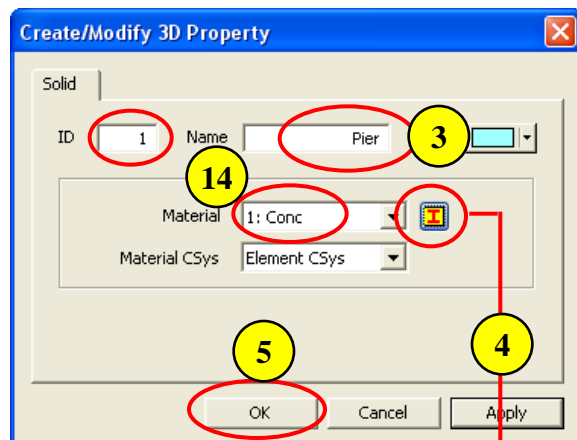 Create/Modify 3D Property
Solid
ID 1 Name Pier 3
14
Material 1: Conc
Material CSys Element CSys
5 4
OK Cancel Apply